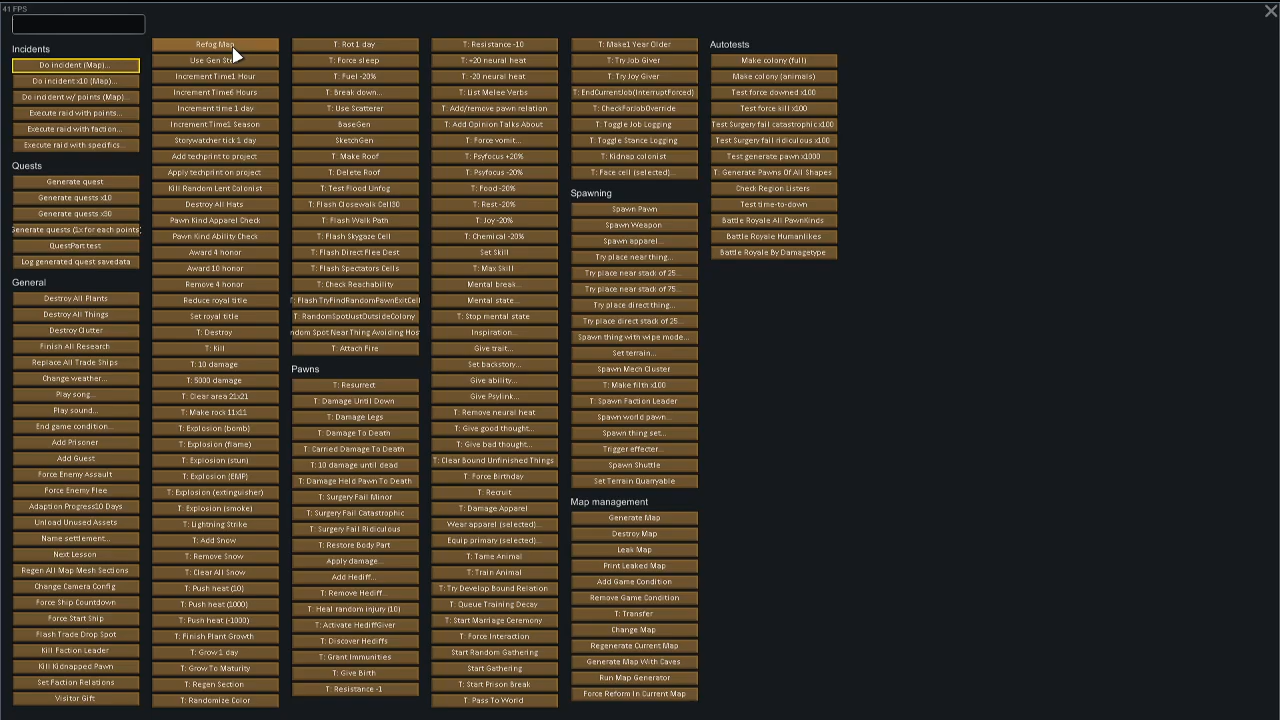 41 FPS
Incidents
Do incident (Map)...
Do incident x10 (Map)...
Do incident w/ points (Map)...
Execute raid with points...
Execute raid with faction...
Execute raid with specifics...
Quests
Generate quest
Generate quests x10
Generate quests x30
Generate quests (1x for each points)
QuestPart test
Log generated quest savedata
General
Destroy All Plants
Destroy All Things
Destroy Clutter
Finish All Research
Replace All Trade Ships
Change weather...
Play song...
Play sound...
End game condition...
Add Prisoner
Add Guest
Force Enemy Assault
Force Enemy Flee
Adaption Progress10 Days
Unload Unused Assets
Name settlement...
Next Lesson
Regen All Map Mesh Sections
Change Camera Config
Force Ship Countdown
Force Start Ship
Flash Trade Drop Spot
Kill Faction Leader
Kill Kidnapped Pawn
Set Faction Relations
Visitor Gift
Refog Map
Use Gen Ste
Increment Time1 Hour
Increment Time6 Hours
Increment time 1 day
Increment Time1 Season
Storywatcher tick 1 day
Add techprint to project
Apply techprint on project
Kill Random Lent Colonist
Destroy All Hats
Pawn Kind Apparel Check
Pawn Kind Ability Check
Award 4 honor
Award 10 honor
Remove 4 honor
Reduce royal title
Set royal title
T: Destroy
T: Kill
T: 10 damage
T: 5000 damage
T: Clear area 21x21
T: Make rock 11x11
T: Explosion (bomb)
T: Explosion (flame)
T: Explosion (stun)
T: Explosion (EMP)
T: Explosion (extinguisher)
T: Explosion (smoke)
T: Lightning Strike
T: Add Snow
T: Remove Snow
T: Clear All Snow
T: Push heat (10)
T: Push heat (1000)
T: Push heat (-1000)
T: Finish Plant Growth
T: Grow 1 day
T: Grow To Maturity
T: Regen Section
T: Randomize Color
T: Rot 1 day
T: Force sleep
T: Fuel -20%
T: Break down...
T: Use Scatterer
BaseGen
SketchGen
T: Make Roof
T: Delete Roof
T: Test Flood Unfog
T: Flash Closewalk Cell30
T: Flash Walk Path
T: Flash Skygaze Cell
T: Flash Direct Flee Dest
T: Flash Spectators Cells
T: Check Reachability
T: Flash TryFindRandomPawnExitCell
T: RandomSpotJustOutsideColony
ndom Spot Near Thing Avoiding Hos
T: Attach Fire
Pawns
T: Resurrect
T: Damage Until Down
T: Damage Legs
T: Damage To Death
T: Carried Damage To Death
T: 10 damage until dead
T: Damage Held Pawn To Death
T: Surgery Fail Minor
T: Surgery Fail Catastrophic
T: Surgery Fail Ridiculous
T: Restore Body Part
Apply damage...
Add Hediff...
T: Remove Hediff...
T: Heal random injury (10)
T: Activate HediffGiver
T: Discover Hediffs
T: Grant Immunities
T: Give Birth
T: Resistance -1
T: Resistance -10
T: +20 neural heat
T: -20 neural heat
T: List Melee Verbs
T: Add/remove pawn relation
T: Add Opinion Talks About
T: Force vomit...
T: Psyfocus +20%
T: Psyfocus -20%
T: Food -20%
T: Rest -20%
T: Joy -20%
T: Chemical -20%
Set Skill
T: Max Skill
Mental break...
Mental state...
T: Stop mental state
Inspiration...
Give trait...
Set backstory...
Give ability...
Give Psylink...
T: Remove neural heat
T: Give good thought...
T: Give bad thought...
T: Clear Bound Unfinished Things
T: Force Birthday
T: Recruit
T: Damage Apparel
Wear apparel (selected)...
Equip primary (selected)...
T: Tame Animal
T: Train Animal
T: Try Develop Bound Relation
T: Queue Training Decay
T: Start Marriage Ceremony
T: Force Interaction
Start Random Gathering
Start Gathering
T: Start Prison Break
T: Pass To World
T: Make1 Year Older
T: Try Job Giver
T: Try Joy Giver
T: EndCurrentJob(InterruptForced)
T: CheckForJobOverride
T: Toggle Job Logging
T: Toggle Stance Logging
T: Kidnap colonist
T: Face cell (selected)...
Spawning
Spawn Pawn
Spawn Weapon
Spawn apparel...
Try place near thing...
Try place near stack of 25...
Try place near stack of 75...
Try place direct thing...
Try place direct stack of 25...
Spawn thing with wipe mode...
Set terrain...
Spawn Mech Cluster
T: Make filth x100
T: Spawn Faction Leader
Spawn world pawn...
Spawn thing set...
Trigger effecter...
Spawn Shuttle
Set Terrain Quarryable
Map management
Generate Map
Destroy Map
Leak Map
Print Leaked Map
Add Game Condition
Remove Game Condition
T: Transfer
Change Map
Regenerate Current Map
Generate Map With Caves
Run Map Generator
Force Reform In Current Map
Autotests
Make colony (full)
Make colony (animals)
Test force downed x100
Test force kill x100
Test Surgery fail catastrophic x100
Test Surgery fail ridiculous x100
Test generate pawn x1000
T: Generate Pawns Of All Shapes
Check Region Listers
Test time-to-down
Battle Royale All PawnKinds
Battle Royale Humanlikes
Battle Royale By Damagetype